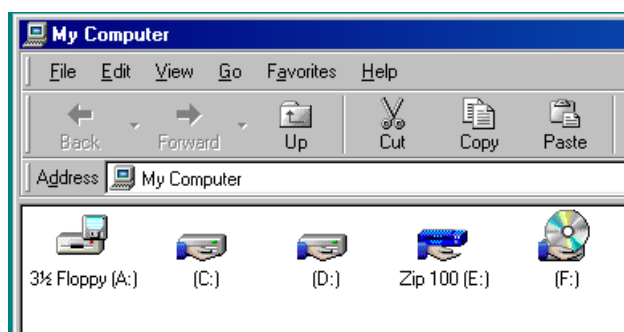 My Computer
File Edit View Go Favorites Help
Back Forward Up Cut Copy Paste
Address My Computer
3½ Floppy (A:) (C:) (D:) Zip 100 (E:) (F:)